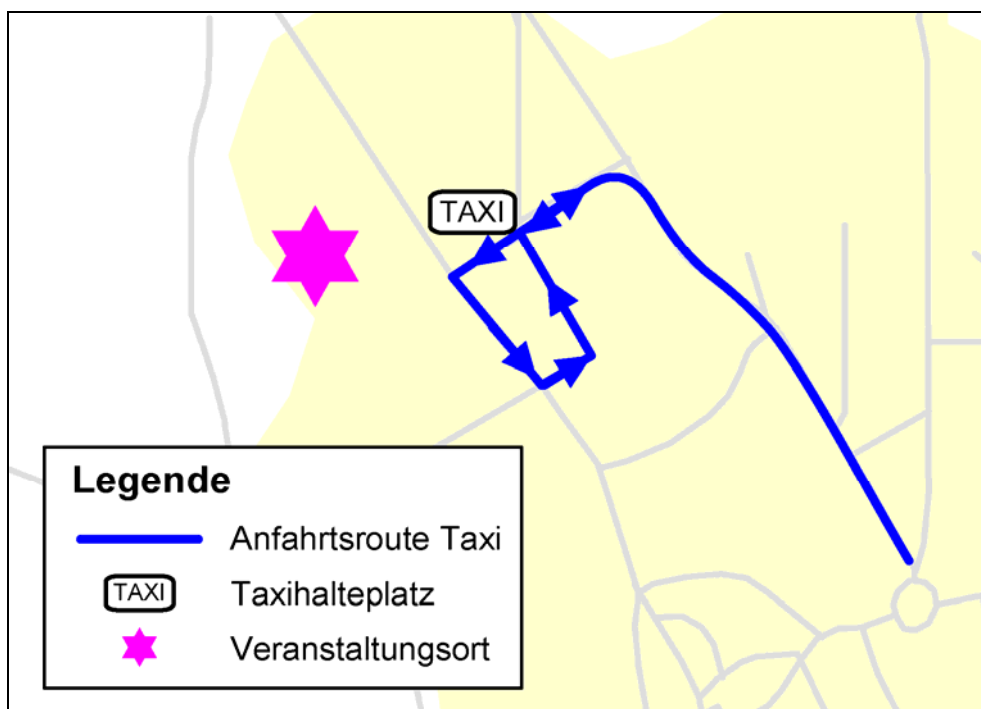 TAXI
Legende
Anfahrtsroute Taxi
TAXI Taxihalteplatz
Veranstaltungsort